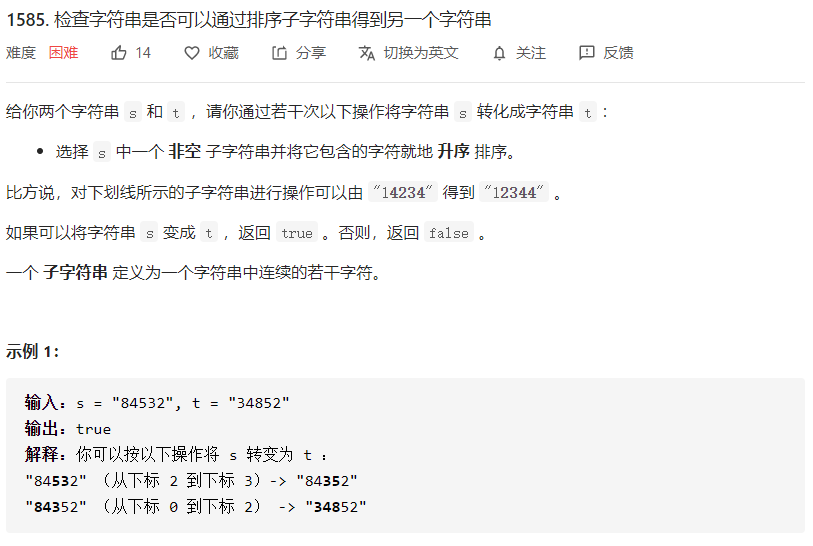 1585. 检查字符串是否可以通过排序子字符串得到另一个字符串
难度 困难 14 收藏 分享 切换为英文 关注 反馈
给你两个字符串 s 和 t ，请你通过若干次以下操作将字符串 s 转化成字符串 t ：
• 选择 s 中一个 非空 子字符串并将它包含的字符就地 升序 排序。
比方说，对下划线所示的子字符串进行操作可以由 "14234" 得到 "12344" 。
如果可以将字符串 s 变成 t ，返回 true 。否则，返回 false 。
一个 子字符串 定义为一个字符串中连续的若干字符。
示例 1：
输入：s = "84532", t = "34852"
输出：true
解释：你可以按以下操作将 s 转变为 t ：
"84532" （从下标 2 到下标 3）-> "84352"
"84352" （从下标 0 到下标 2） -> "34852"